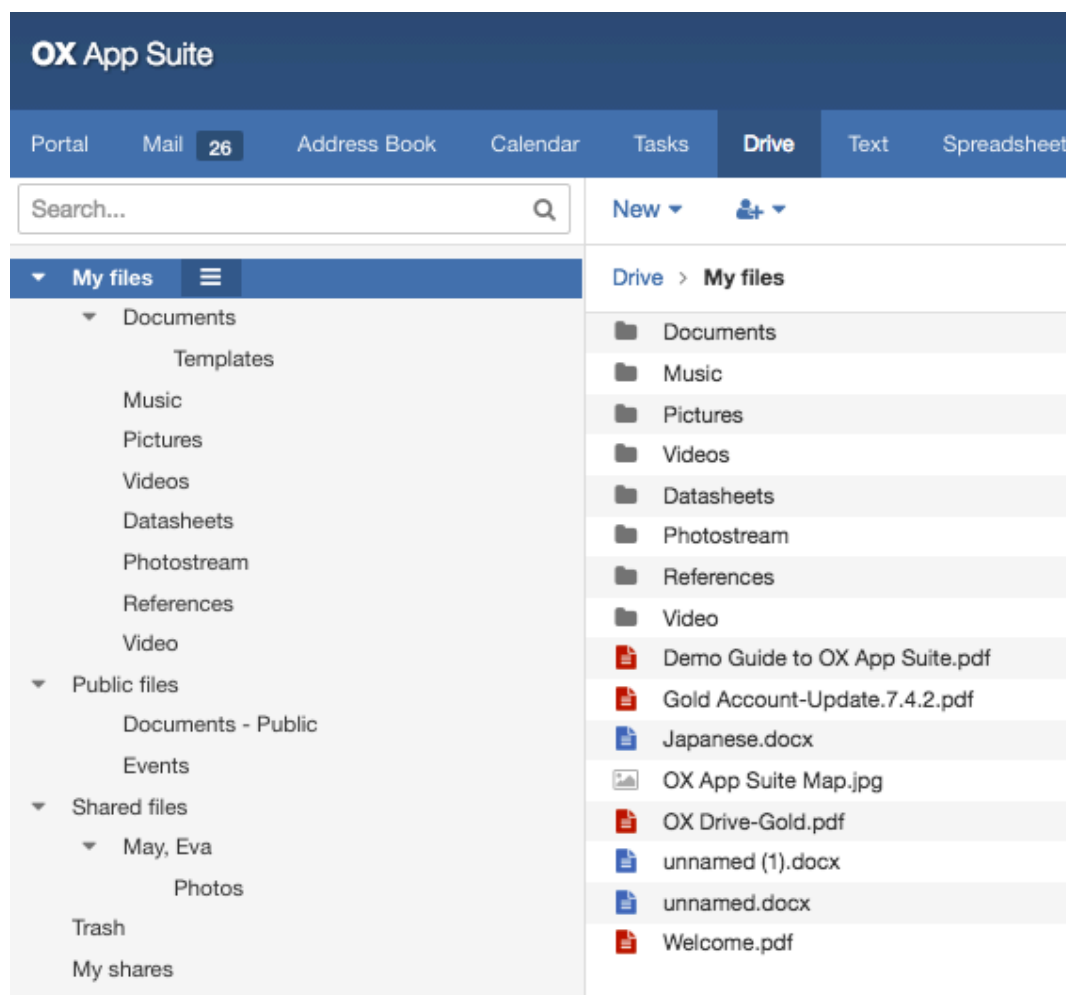 OX App Suite
Portal Mail 26 Address Book Calendar Tasks Drive Text Spreadsheet
Search...
New
My files
Documents
Templates
Music
Pictures
Videos
Datasheets
Photostream
References
Video
Public files
Documents - Public
Events
Shared files
May, Eva
Photos
Trash
My shares
Drive > My files
Documents
Music
Pictures
Videos
Datasheets
Photostream
References
Video
Demo Guide to OX App Suite.pdf
Gold Account-Update.7.4.2.pdf
Japanese.docx
OX App Suite Map.jpg
OX Drive-Gold.pdf
unnamed (1).docx
unnamed.docx
Welcome.pdf